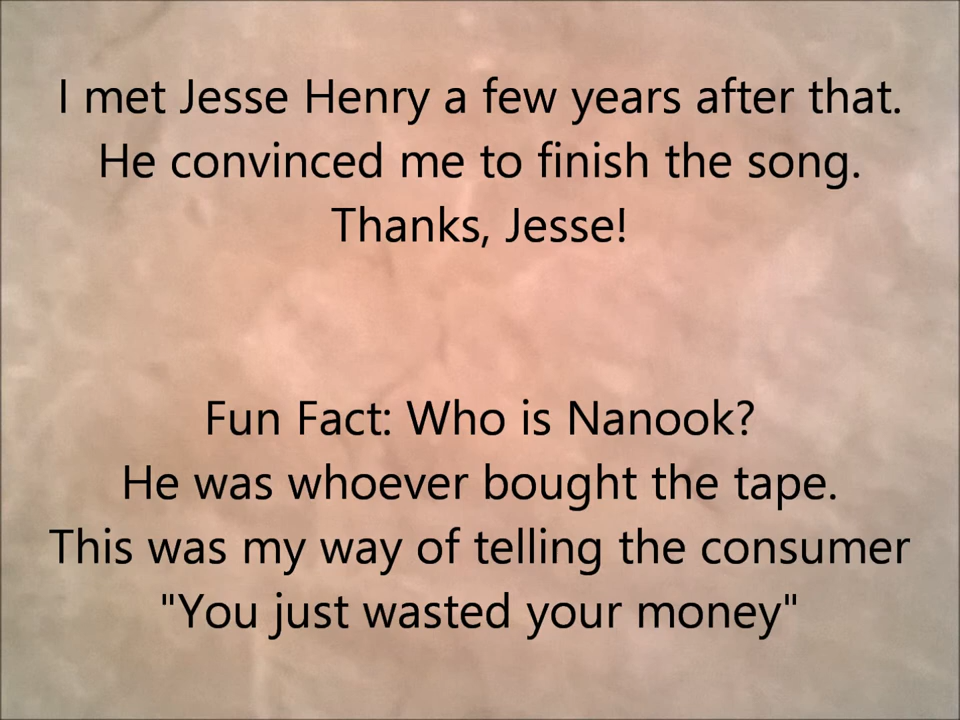 I met Jesse Henry a few years after that.
He convinced me to finish the song.
Thanks, Jesse!
Fun Fact: Who is Nanook?
He was whoever bought the tape.
This was my way of telling the consumer
"You just wasted your money"